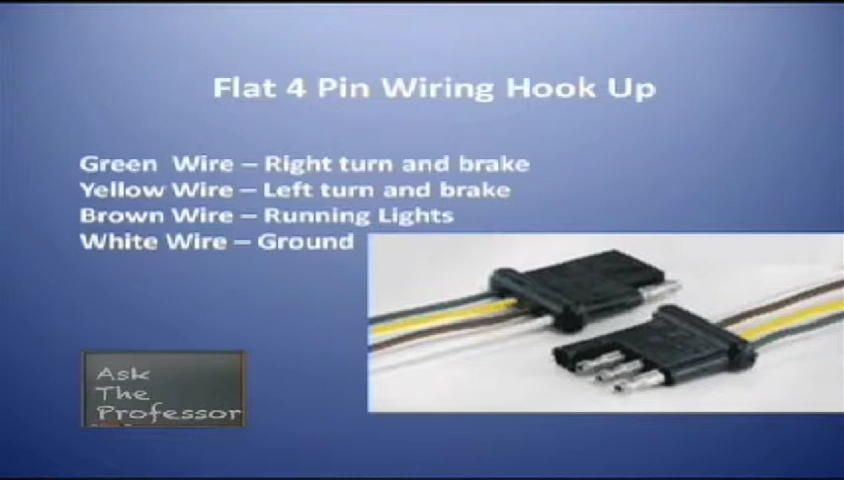 Flat 4 Pin Wiring Hook Up
Green Wire – Right turn and brake
Yellow Wire – Left turn and brake
Brown Wire – Running Lights
White Wire – Ground
Ask
The
Professor